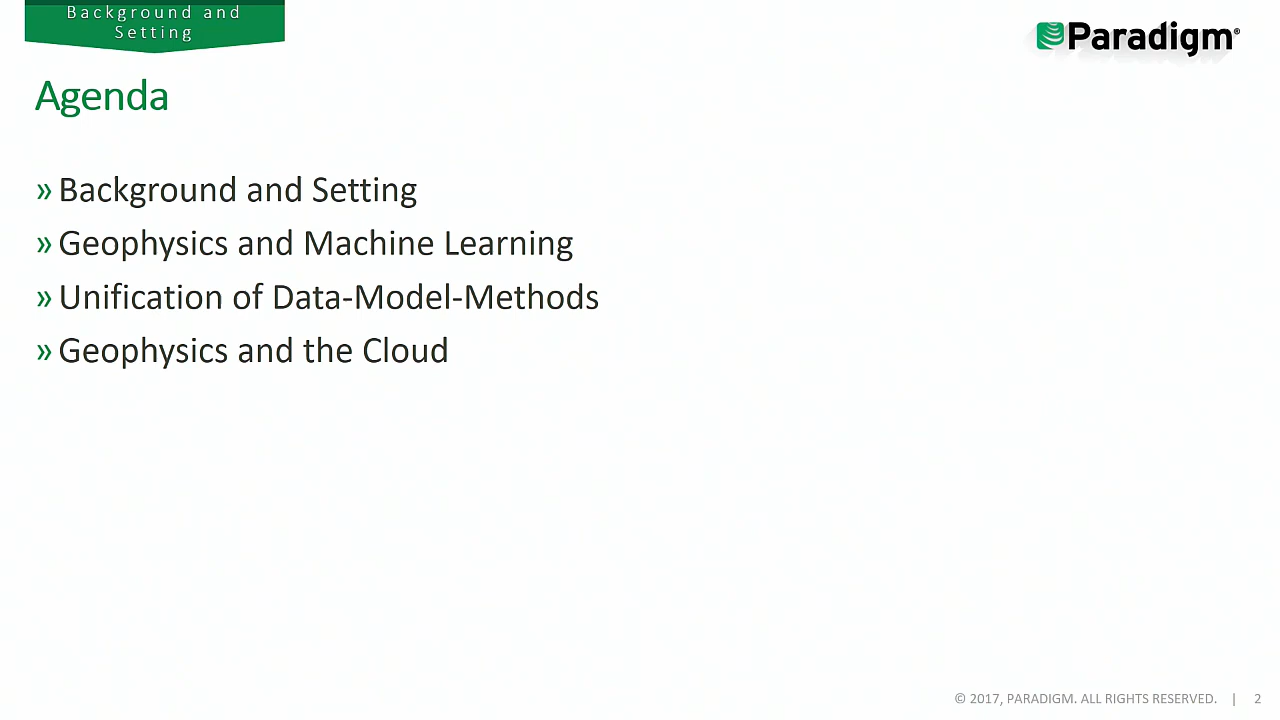 Background and
Setting
Paradigm®
Agenda
» Background and Setting
» Geophysics and Machine Learning
» Unification of Data-Model-Methods
» Geophysics and the Cloud
© 2017, PARADIGM. ALL RIGHTS RESERVED. | 2